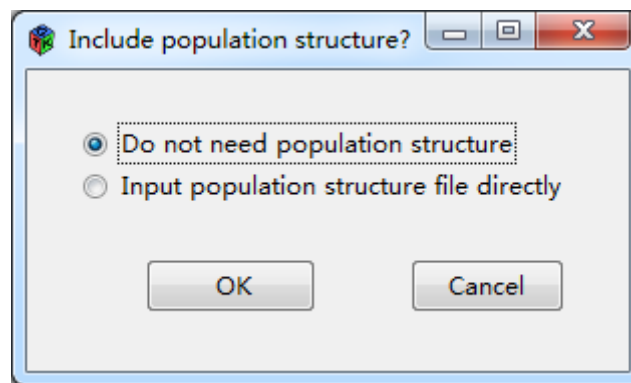 Include population structure?
Do not need population structure
Input population structure file directly
OK
Cancel